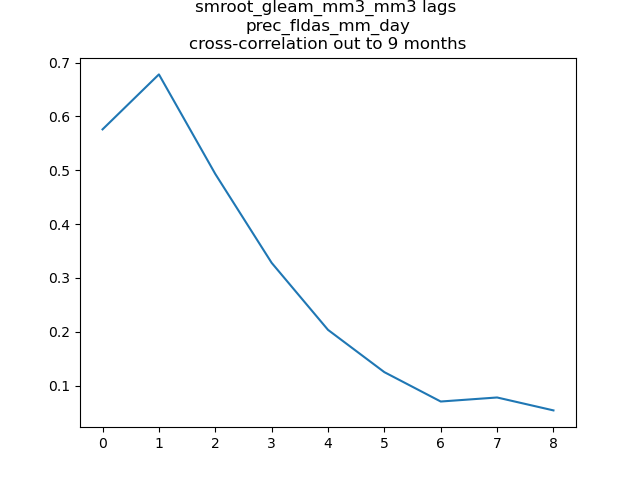 smroot_gleam_mm3_mm3 lags
prec_fldas_mm_day
cross-correlation out to 9 months
0.7
0.6
0.5
0.4
0.3
0.2
0.1
0 1 2 3 4 5 6 7 8